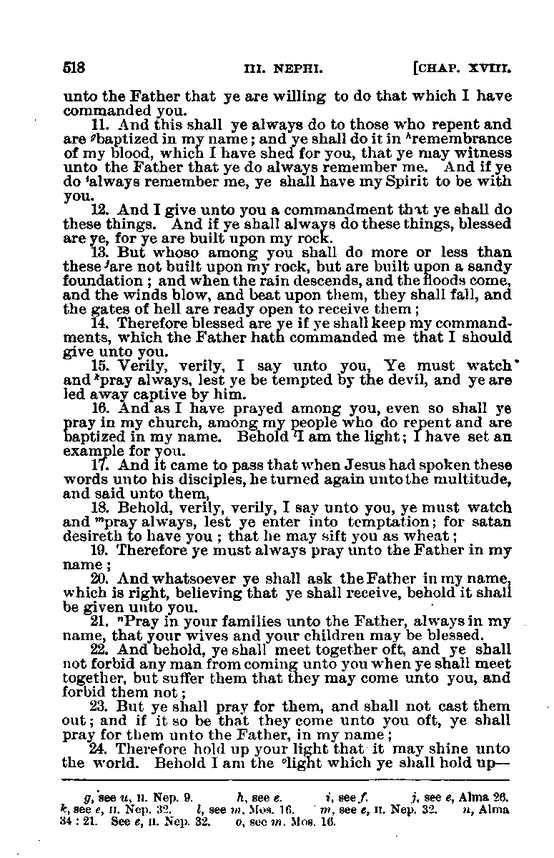 518 III. NEPHI. [CHAP. XVIII.
unto the Father that ye are willing to do that which I have
commanded you.
11. And this shall ye always do to those who repent and
are ᵍbaptized in my name; and ye shall do it in ʰremembrance
of my blood, which I have shed for you, that ye may witness
unto the Father that ye do always remember me. And if ye
do ⁱalways remember me, ye shall have my Spirit to be with
you.
12. And I give unto you a commandment that ye shall do
these things. And if ye shall always do these things, blessed
are ye, for ye are built upon my rock.
13. But whoso among you shall do more or less than
these ʲare not built upon my rock, but are built upon a sandy
foundation; and when the rain descends, and the floods come,
and the winds blow, and beat upon them, they shall fall, and
the gates of hell are ready open to receive them;
14. Therefore blessed are ye if ye shall keep my command-
ments, which the Father hath commanded me that I should
give unto you.
15. Verily, verily, I say unto you, Ye must watch
and ᵏpray always, lest ye be tempted by the devil, and ye are
led away captive by him.
16. And as I have prayed among you, even so shall ye
pray in my church, among my people who do repent and are
baptized in my name. Behold ˡI am the light; I have set an
example for you.
17. And it came to pass that when Jesus had spoken these
words unto his disciples, he turned again unto the multitude,
and said unto them,
18. Behold, verily, verily, I say unto you, ye must watch
and ᵐpray always, lest ye enter into temptation; for satan
desireth to have you; that he may sift you as wheat;
19. Therefore ye must always pray unto the Father in my
name;
20. And whatsoever ye shall ask the Father in my name,
which is right, believing that ye shall receive, behold it shall
be given unto you.
21. ⁿPray in your families unto the Father, always in my
name, that your wives and your children may be blessed.
22. And behold, ye shall meet together oft, and ye shall
not forbid any man from coming unto you when ye shall meet
together, but suffer them that they may come unto you, and
forbid them not;
23. But ye shall pray for them, and shall not cast them
out; and if it so be that they come unto you oft, ye shall
pray for them unto the Father, in my name;
24. Therefore hold up your light that it may shine unto
the world. Behold I am the ᵒlight which ye shall hold up—
g, see u, II. Nep. 9. h, see e. i, see f. j, see e, Alma 26.
k, see e, II. Nep. 32. l, see m, Mos. 16. m, see e, II. Nep. 32. n, Alma
34 : 21. See e, II. Nep. 32. o, see m. Mos. 16.